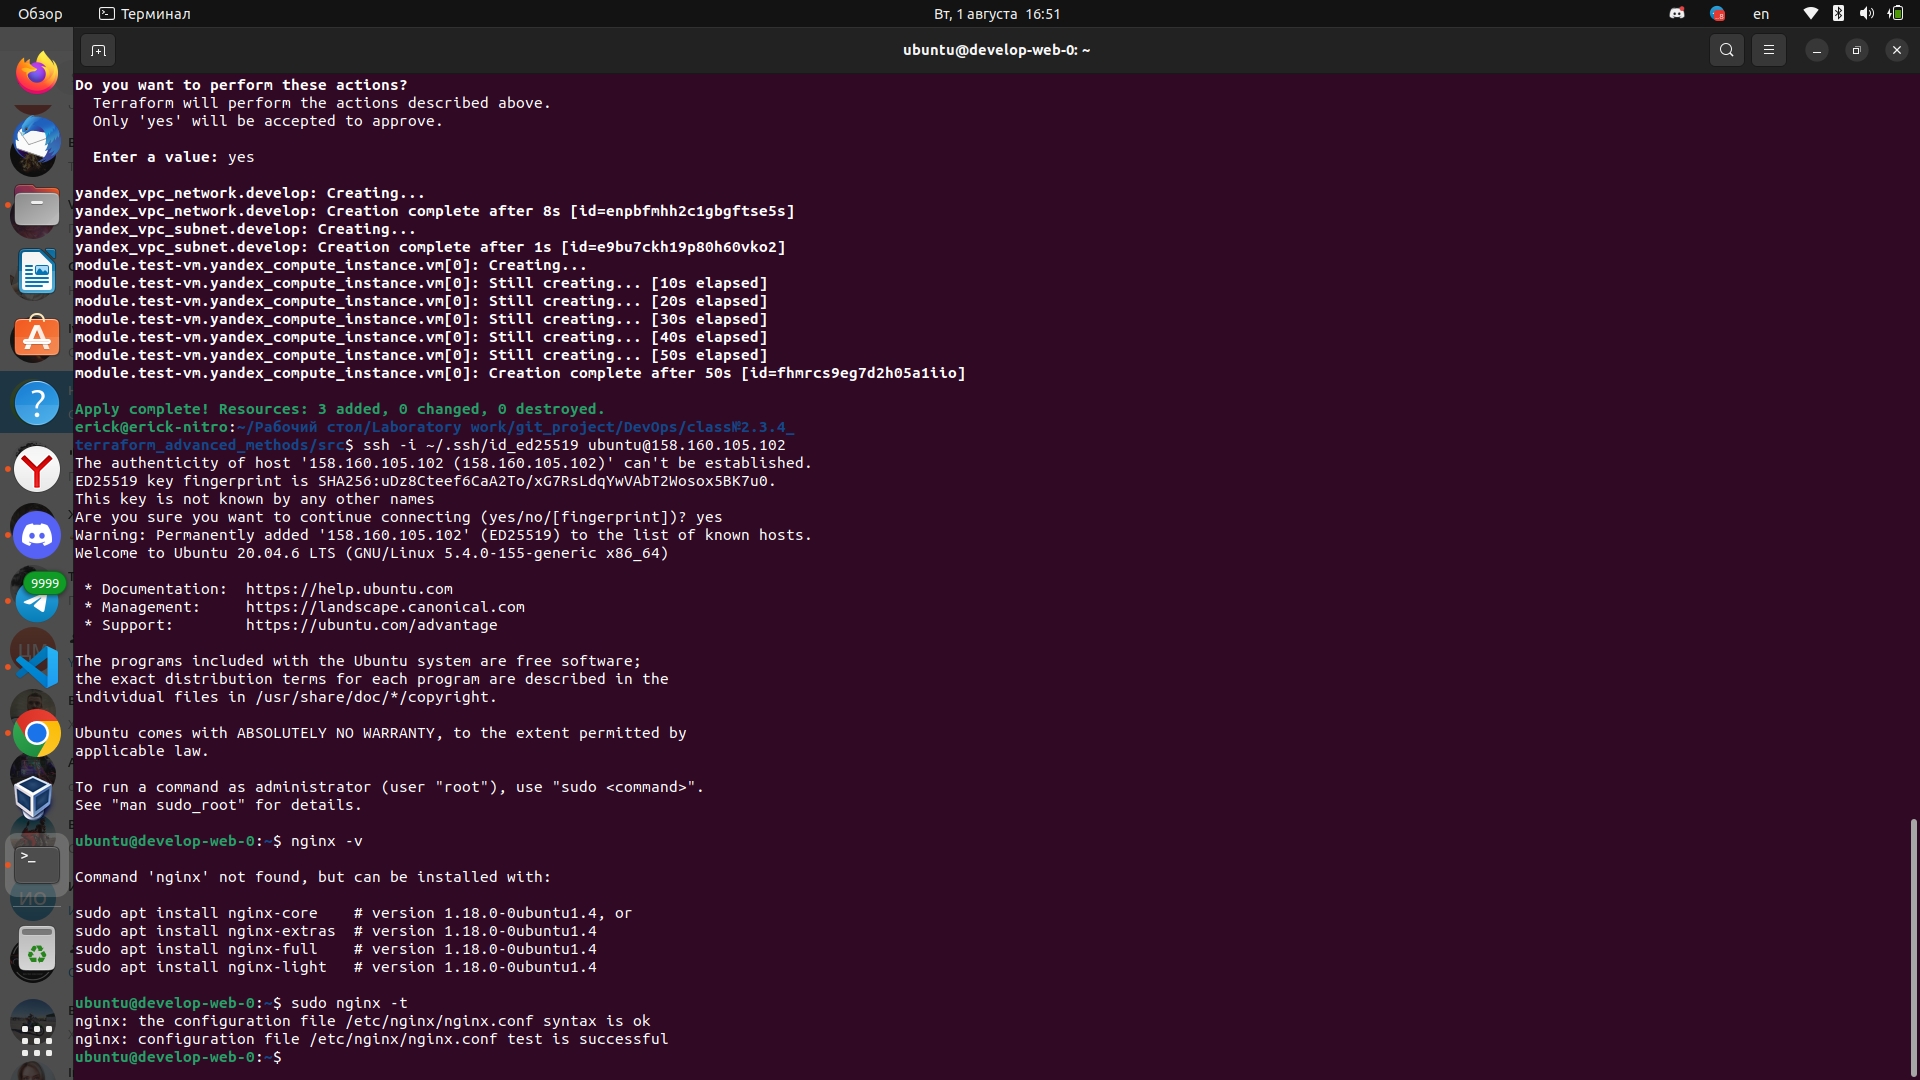 Обзор
Терминал
Вт, 1 августа 16:51
en
ubuntu@develop-web-0: ~
Do you want to perform these actions?
Terraform will perform the actions described above.
Only 'yes' will be accepted to approve.
Enter a value: yes
yandex_vpc_network.develop: Creating...
yandex_vpc_network.develop: Creation complete after 8s [id=enpbfmhh2c1gbgftse5s]
yandex_vpc_subnet.develop: Creating...
yandex_vpc_subnet.develop: Creation complete after 1s [id=e9bu7ckh19p80h60vko2]
module.test-vm.yandex_compute_instance.vm[0]: Creating...
module.test-vm.yandex_compute_instance.vm[0]: Still creating... [10s elapsed]
module.test-vm.yandex_compute_instance.vm[0]: Still creating... [20s elapsed]
module.test-vm.yandex_compute_instance.vm[0]: Still creating... [30s elapsed]
module.test-vm.yandex_compute_instance.vm[0]: Still creating... [40s elapsed]
module.test-vm.yandex_compute_instance.vm[0]: Still creating... [50s elapsed]
module.test-vm.yandex_compute_instance.vm[0]: Creation complete after 50s [id=fhmrcs9eg7d2h05a1iio]
Apply complete! Resources: 3 added, 0 changed, 0 destroyed.
erick@erick-nitro:~/Рабочий стол/Laboratory work/git_project/DevOps/class№2.3.4_
terraform_advanced_methods/src$ ssh -i ~/.ssh/id_ed25519 ubuntu@158.160.105.102
The authenticity of host '158.160.105.102 (158.160.105.102)' can't be established.
ED25519 key fingerprint is SHA256:uDz8Cteef6CaA2To/xG7RsLdqYwVAbT2Wosox5BK7u0.
This key is not known by any other names
Are you sure you want to continue connecting (yes/no/[fingerprint])? yes
Warning: Permanently added '158.160.105.102' (ED25519) to the list of known hosts.
Welcome to Ubuntu 20.04.6 LTS (GNU/Linux 5.4.0-155-generic x86_64)
* Documentation:  https://help.ubuntu.com
* Management:     https://landscape.canonical.com
* Support:        https://ubuntu.com/advantage
The programs included with the Ubuntu system are free software;
the exact distribution terms for each program are described in the
individual files in /usr/share/doc/*/copyright.
Ubuntu comes with ABSOLUTELY NO WARRANTY, to the extent permitted by
applicable law.
To run a command as administrator (user "root"), use "sudo <command>".
See "man sudo_root" for details.
ubuntu@develop-web-0:~$ nginx -v
Command 'nginx' not found, but can be installed with:
sudo apt install nginx-core    # version 1.18.0-0ubuntu1.4, or
sudo apt install nginx-extras  # version 1.18.0-0ubuntu1.4
sudo apt install nginx-full    # version 1.18.0-0ubuntu1.4
sudo apt install nginx-light   # version 1.18.0-0ubuntu1.4
ubuntu@develop-web-0:~$ sudo nginx -t
nginx: the configuration file /etc/nginx/nginx.conf syntax is ok
nginx: configuration file /etc/nginx/nginx.conf test is successful
ubuntu@develop-web-0:~$
9999
ЦМ
ИО